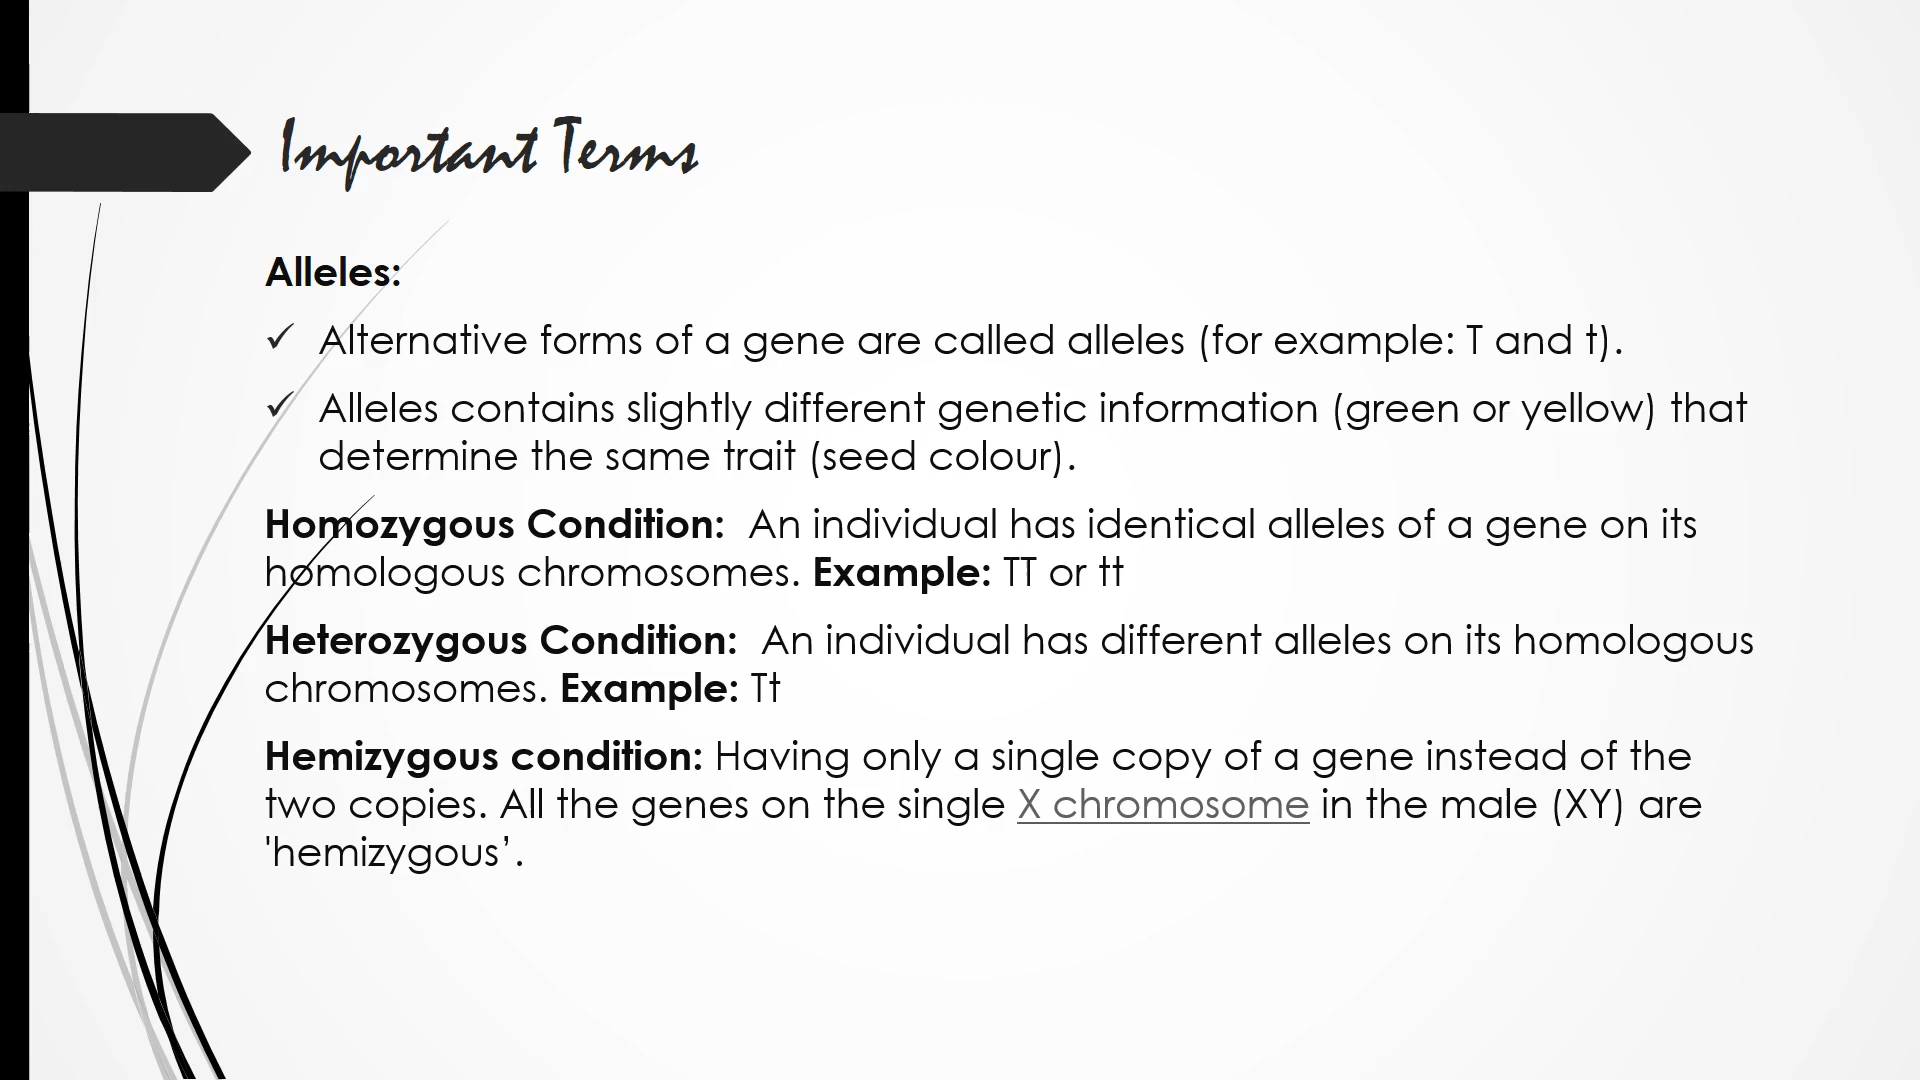 Important Terms
Alleles:
✓ Alternative forms of a gene are called alleles (for example: T and t).
✓ Alleles contains slightly different genetic information (green or yellow) that
determine the same trait (seed colour).
Homozygous Condition:  An individual has identical alleles of a gene on its
homologous chromosomes. Example: TT or tt
Heterozygous Condition:  An individual has different alleles on its homologous
chromosomes. Example: Tt
Hemizygous condition: Having only a single copy of a gene instead of the
two copies. All the genes on the single X chromosome in the male (XY) are
'hemizygous’.